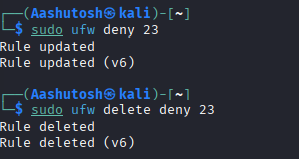 ┌──(Aashutosh㉿kali)-[~]
└─$ sudo ufw deny 23
Rule updated
Rule updated (v6)
┌──(Aashutosh㉿kali)-[~]
└─$ sudo ufw delete deny 23
Rule deleted
Rule deleted (v6)